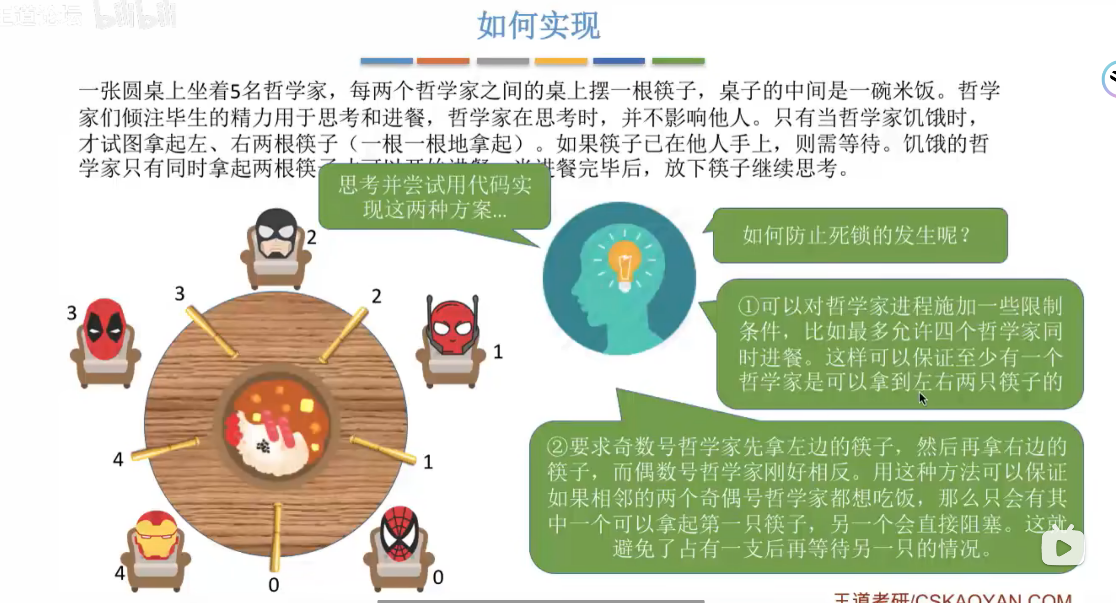 bilibili
如何实现
一张圆桌上坐着5名哲学家，每两个哲学家之间的桌上摆一根筷子，桌子的中间是一碗米饭。哲学
家们倾注毕生的精力用于思考和进餐，哲学家在思考时，并不影响他人。只有当哲学家饥饿时，
才试图拿起左、右两根筷子（一根一根地拿起）。如果筷子已在他人手上，则需等待。饥饿的哲
学家只有同时拿起两根筷
进餐完毕后，放下筷子继续思考。
思考并尝试用代码实
现这两种方案...
如何防止死锁的发生呢？
①可以对哲学家进程施加一些限制
条件，比如最多允许四个哲学家同
时进餐。这样可以保证至少有一个
哲学家是可以拿到左右两只筷子的
②要求奇数号哲学家先拿左边的筷子，然后再拿右边的
筷子，而偶数号哲学家刚好相反。用这种方法可以保证
如果相邻的两个奇偶号哲学家都想吃饭，那么只会有其
中一个可以拿起第一只筷子，另一个会直接阻塞。这就
避免了占有一支后再等待另一只的情况。
2
3
2
3
1
4
1
4
0
0
王道考研/CSKAOYAN.COM